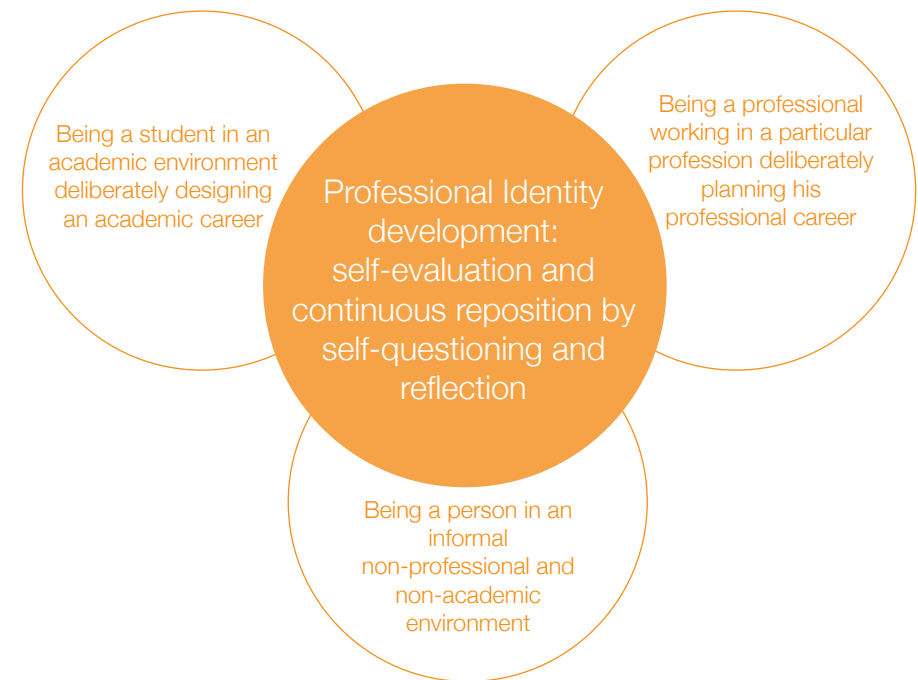 Being a student in an
academic environment
deliberately designing
an academic career
Professional Identity
development:
self-evaluation and
continuous reposition by
self-questioning and
reflection
Being a professional
working in a particular
profession deliberately
planning his
professional career
Being a person in an
informal
non-professional and
non-academic
environment